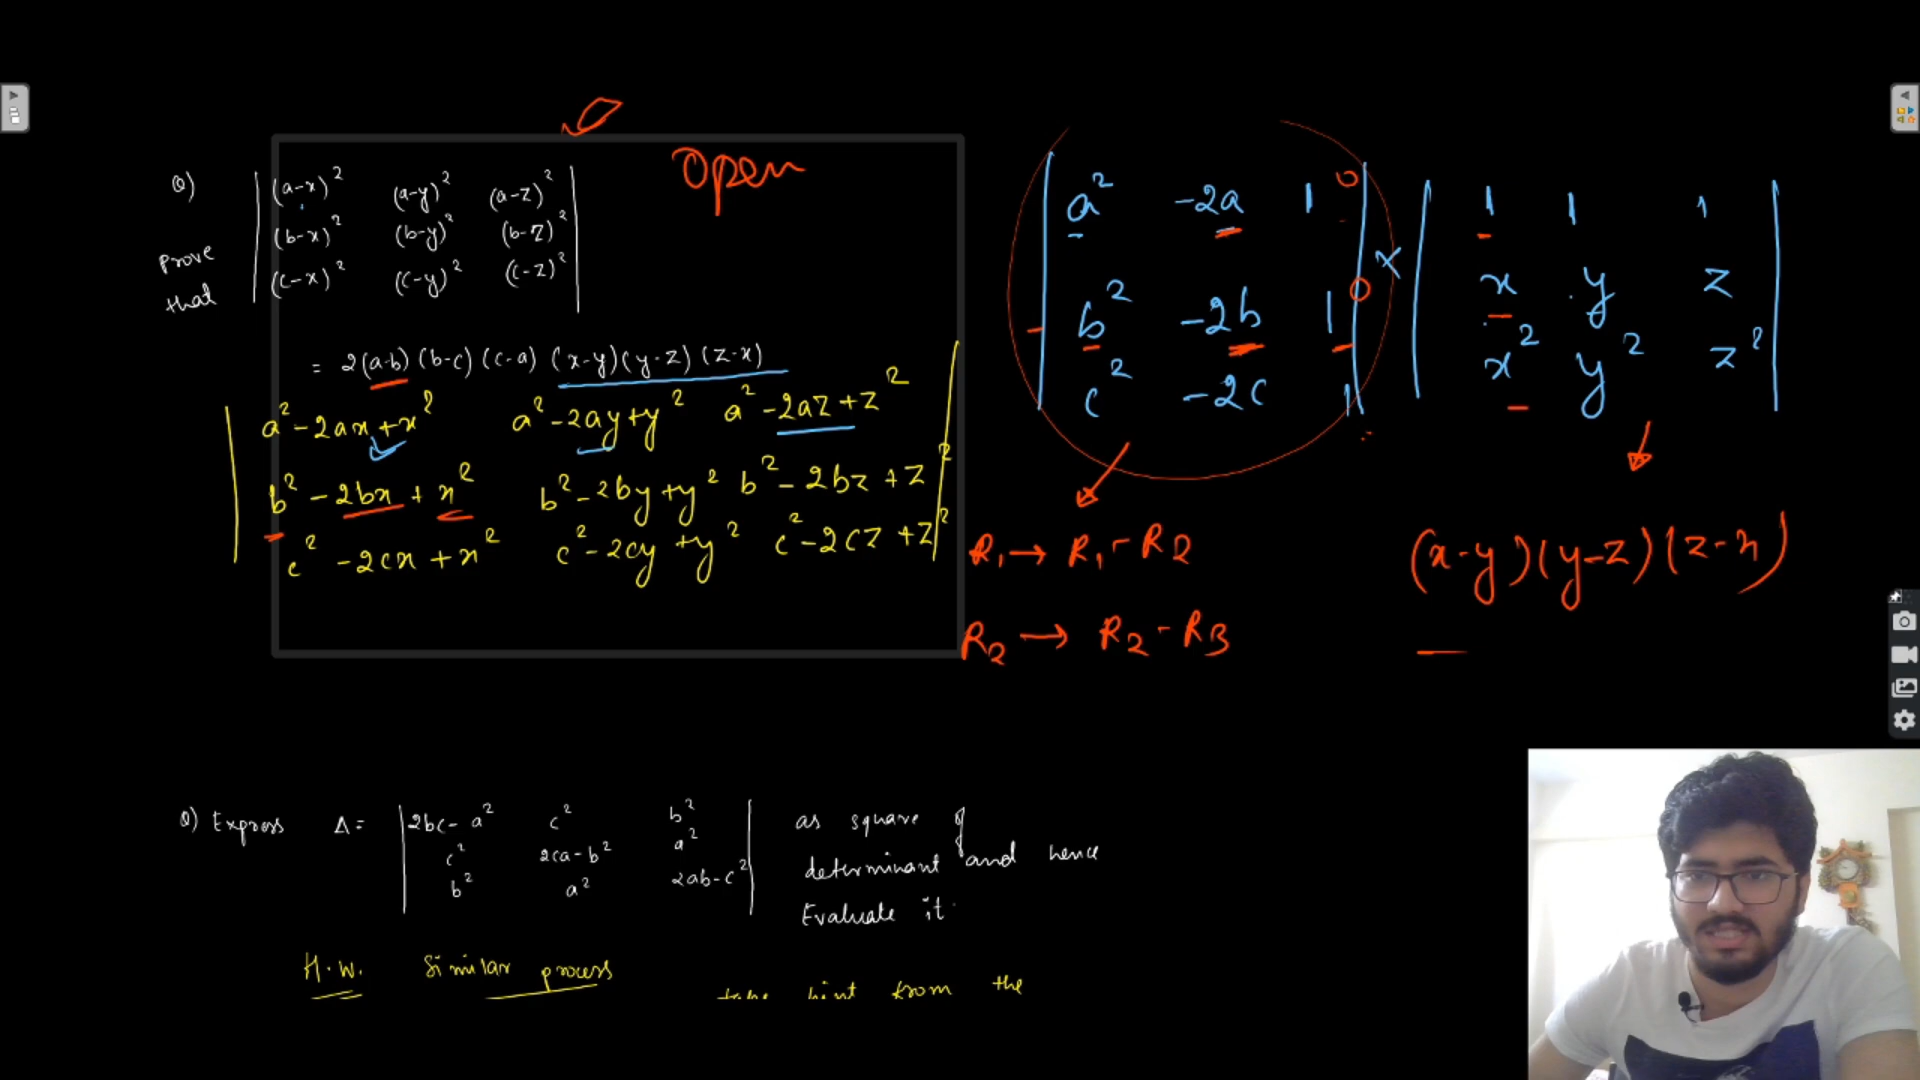 Open
Q) Prove that | (a-x)² (a-y)² (a-z)² |
| (b-x)² (b-y)² (b-z)² |
| (c-x)² (c-y)² (c-z)² |
= 2(a-b)(b-c)(c-a)(x-y)(y-z)(z-x)
| a²-2ax+x² a²-2ay+y² a²-2az+z² |
| b²-2bx+x² b²-2by+y² b²-2bz+z² |
| c²-2cx+x² c²-2cy+y² c²-2cz+z² |
| a² -2a 1 | 0 × | 1 1 1 |
| b² -2b 1 | 0 | x y z |
| c² -2c 1 | | x² y² z² |
R₁→ R₁-R₂
R₂ → R₂-R₃
(x-y)(y-z)(z-x)
Q) Express Δ= | 2bc-a² c² b² | as square of
| c² 2ca-b² a² | determinant and hence
| b² a² 2ab-c² | Evaluate it.
H.W. Similar process
take hint from the